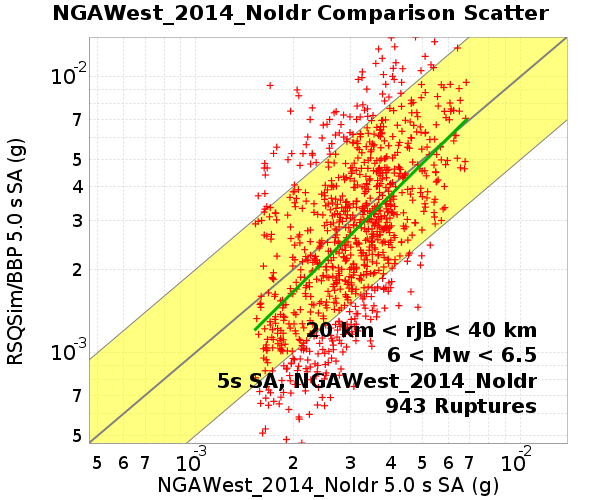 NGAWest_2014_NoIdr Comparison Scatter
RSQSim/BBP 5.0 s SA (g)
10-2
7
5
4
3
2
10-3
7
5
20 km < rJB < 40 km
6 < Mw < 6.5
5s SA, NGAWest_2014_NoIdr
943 Ruptures
5 6 7 10-3 2 3 4 5 6 7 10-2
NGAWest_2014_NoIdr 5.0 s SA (g)